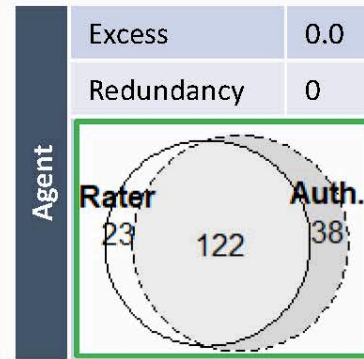 Agent
Excess 0.0
Redundancy 0
Rater Auth.
23 122 38